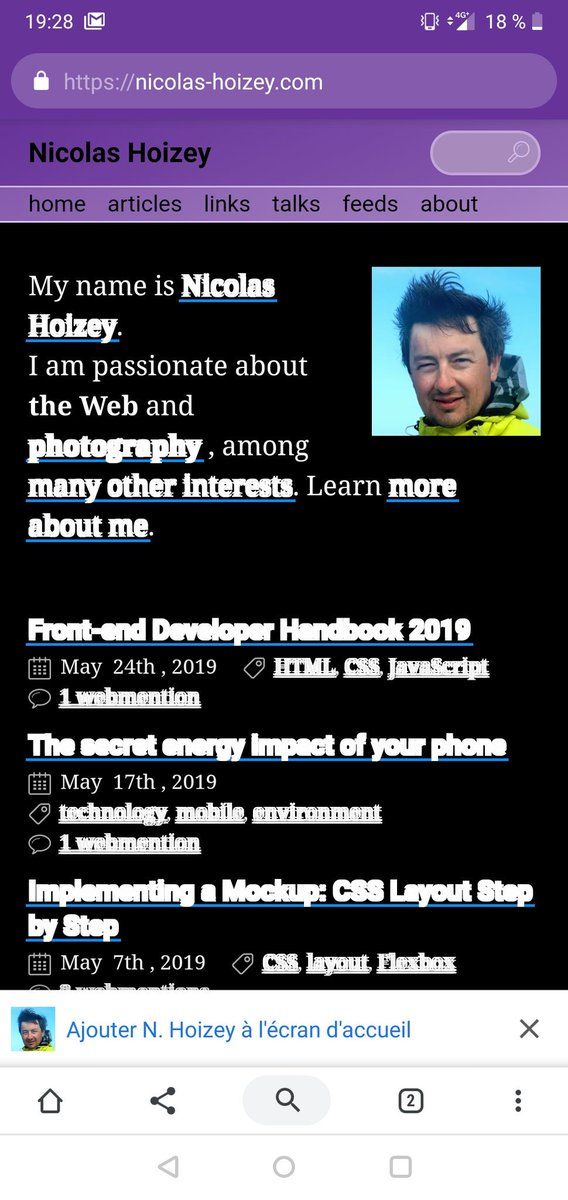 19:28 4G+ 18 %
https://nicolas-hoizey.com
Nicolas Hoizey
home articles links talks feeds about
My name is Nicolas
Hoizey.
I am passionate about
the Web and
photography , among
many other interests. Learn more
about me.
Front-end Developer Handbook 2019
May 24th , 2019 HTML, CSS, JavaScript
1 webmention
The secret energy impact of your phone
May 17th , 2019
technology, mobile, environment
1 webmention
Implementing a Mockup: CSS Layout Step
by Step
May 7th , 2019 CSS, layout, Flexbox
webmentions
Ajouter N. Hoizey à l'écran d'accueil
2